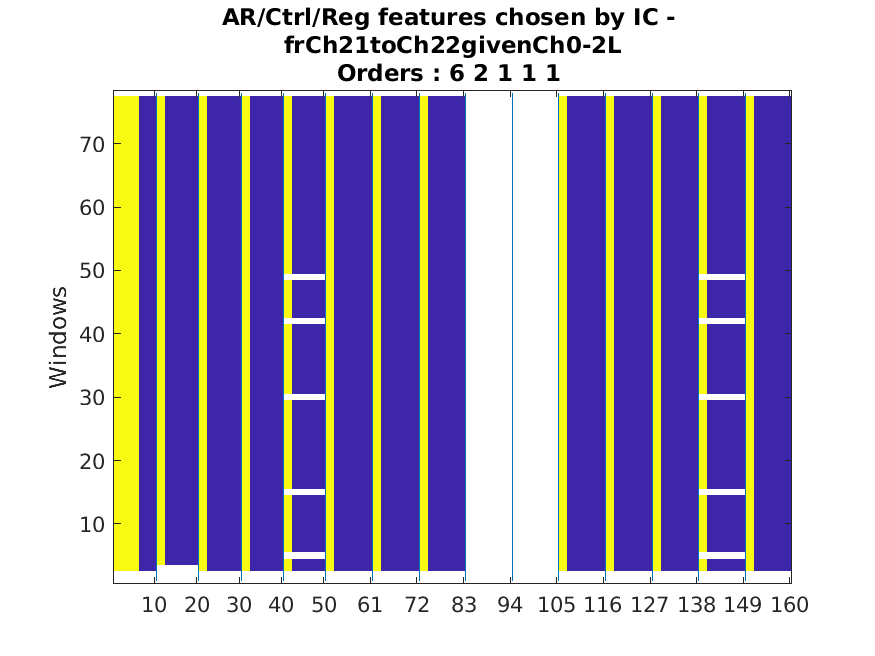 AR/Ctrl/Reg features chosen by IC -
frCh21toCh22givenCh0-2L
Orders : 6 2 1 1 1
Windows
70
60
50
40
30
20
10
10 20 30 40 50 61 72 83 94 105 116 127 138 149 160